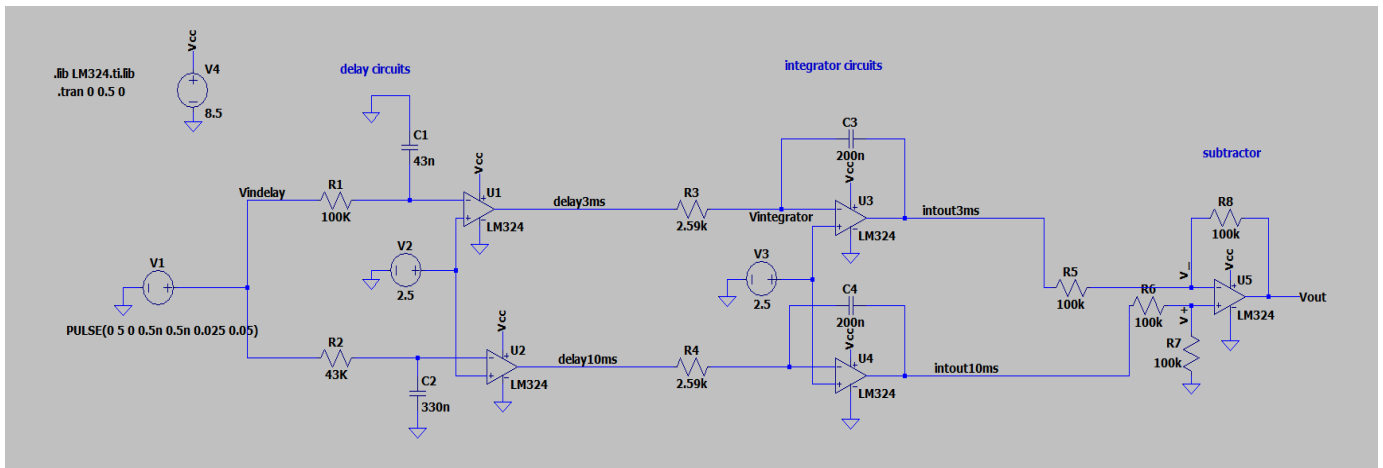 .lib LM324.ti.lib
.tran 0 0.5 0
Vcc
V4
8.5
delay circuits
integrator circuits
subtractor
C1
43n
Vcc
Vindelay
R1
100K
U1
LM324
delay3ms
R3
2.59k
Vintegrator
C3
200n
Vcc
U3
LM324
intout3ms
R8
100k
V1
PULSE(0 5 0 0.5n 0.5n 0.025 0.05)
V2
2.5
V3
2.5
R5
100k
V_
Vcc
U5
LM324
Vout
R6
100k
V+
R7
100k
Vcc
R2
43K
C2
330n
U2
LM324
delay10ms
R4
2.59k
C4
200n
Vcc
U4
LM324
intout10ms